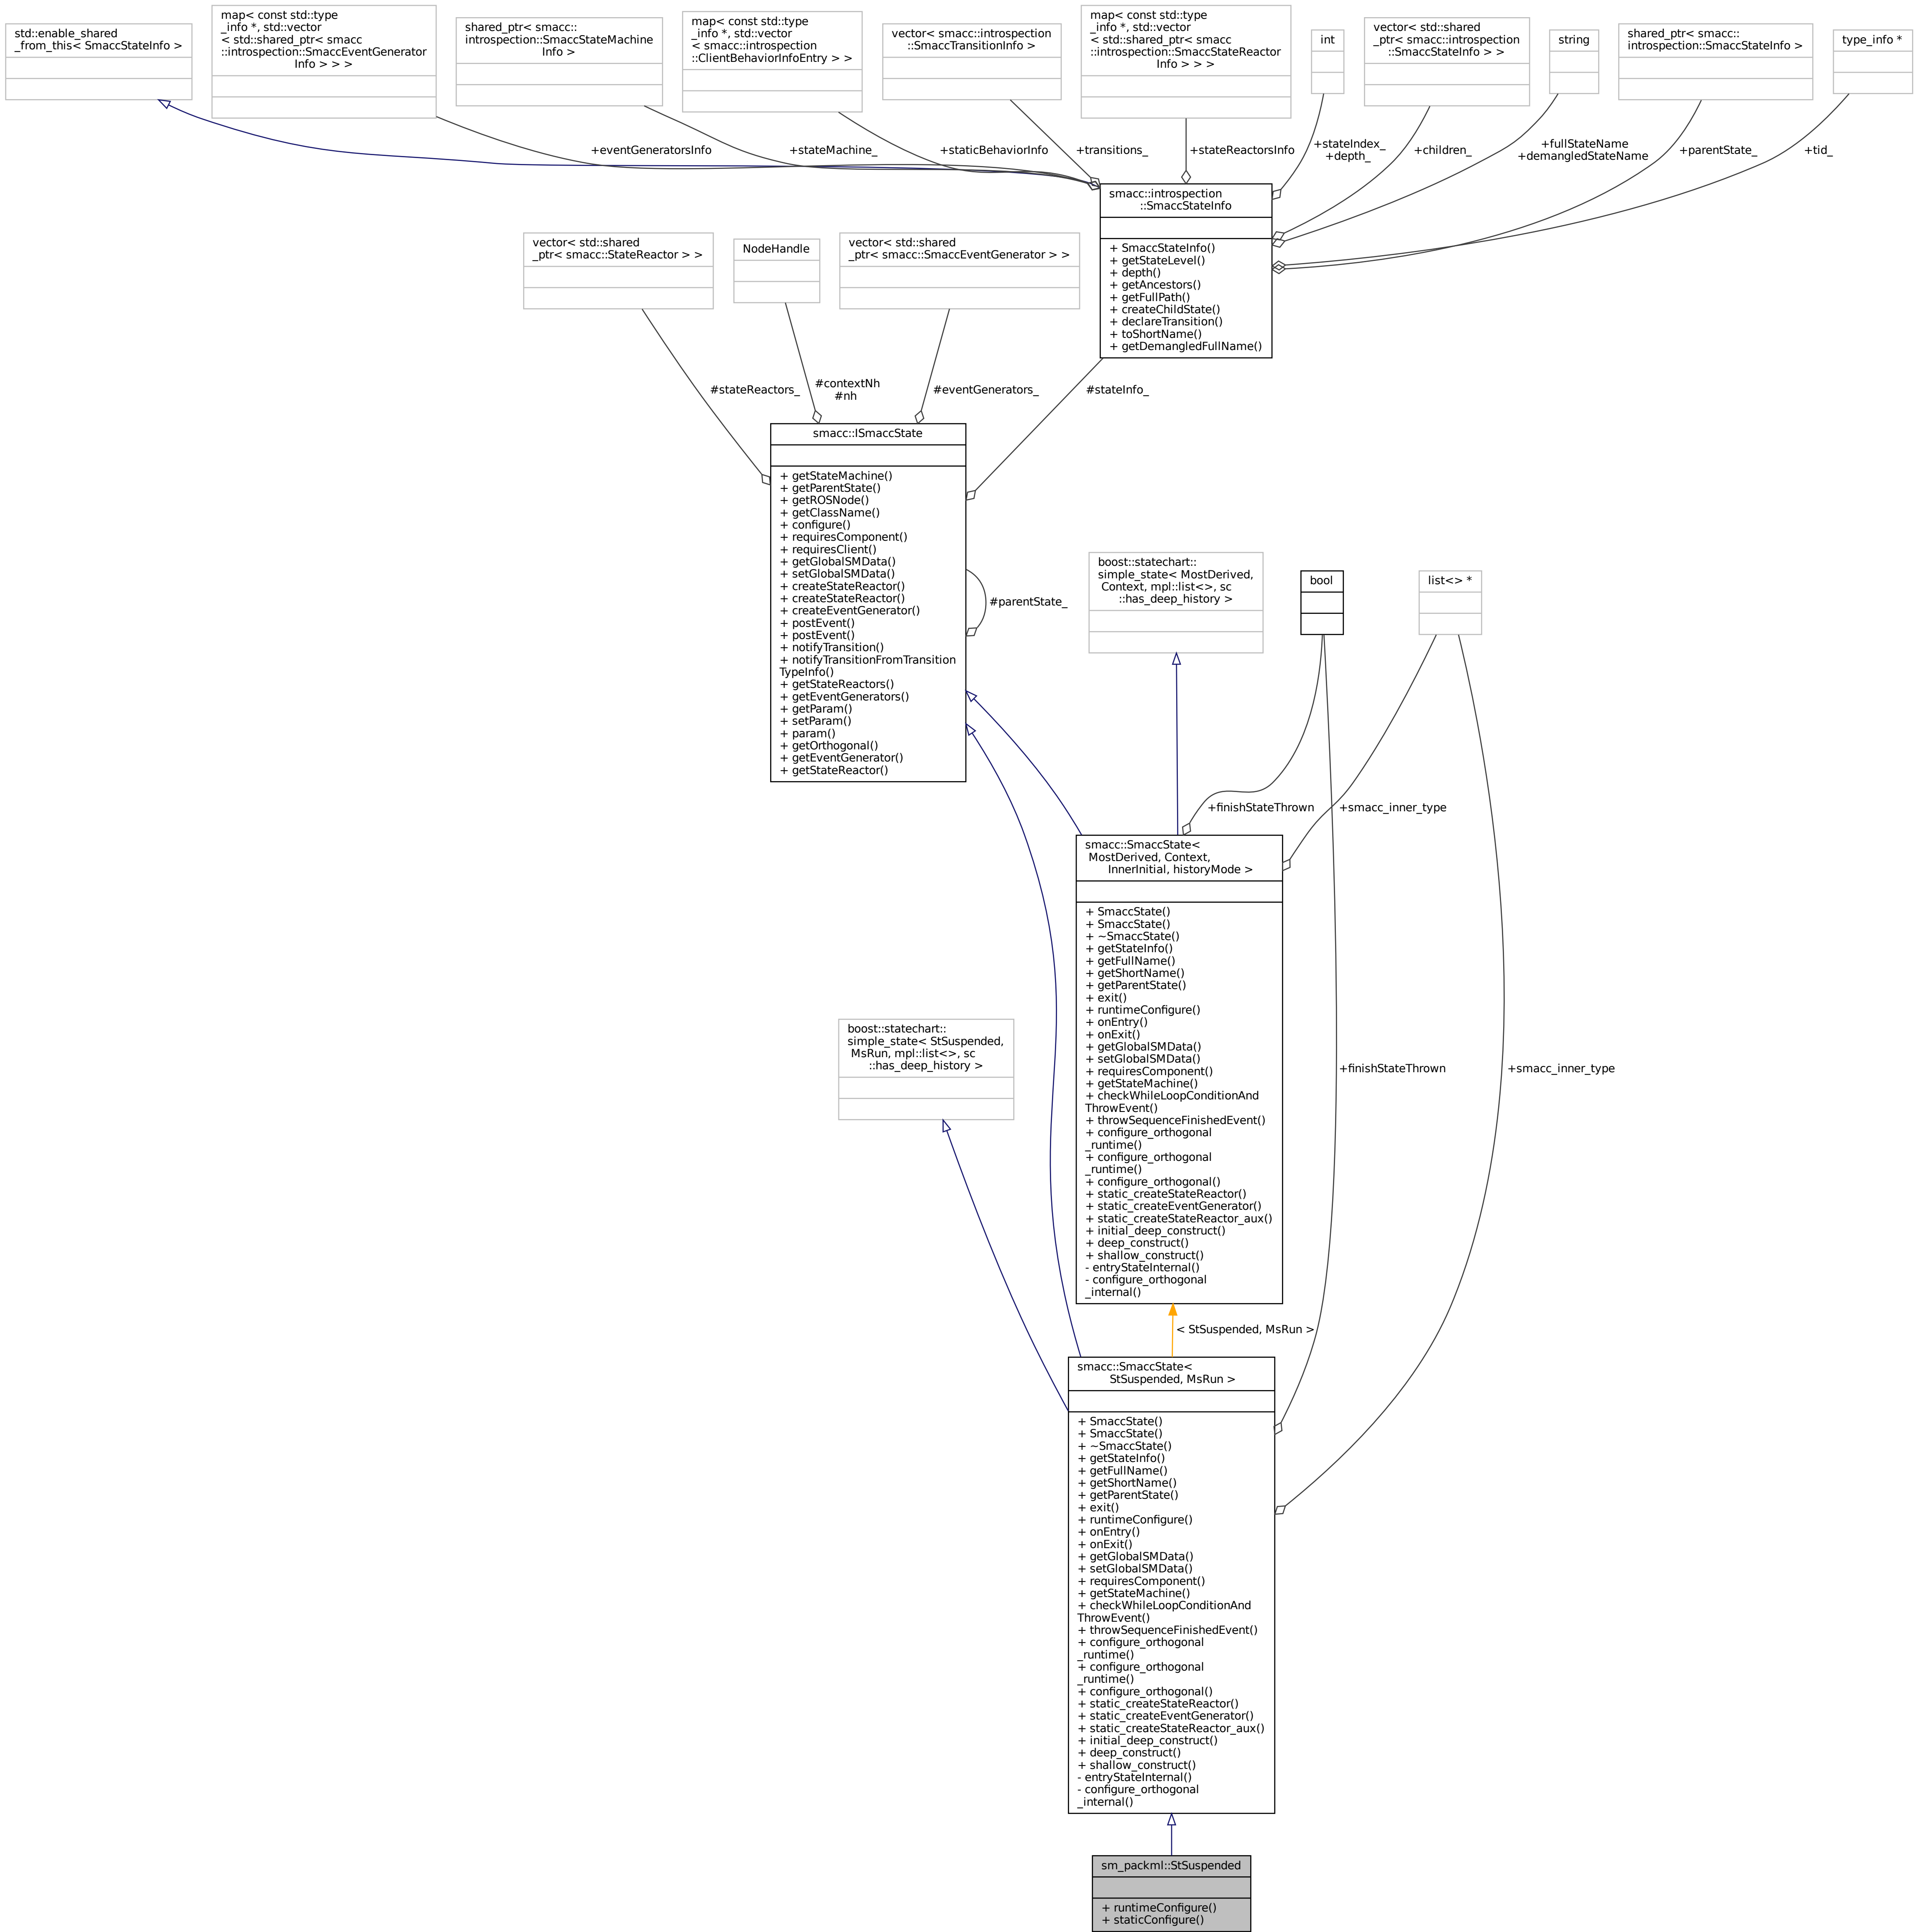 std::enable_shared
_from_this< SmaccStateInfo >
map< const std::type
_info *, std::vector
< std::shared_ptr< smacc
::introspection::SmaccEventGenerator
Info > > >
shared_ptr< smacc::
introspection::SmaccStateMachine
Info >
map< const std::type
_info *, std::vector
< smacc::introspection
::ClientBehaviorInfoEntry > >
vector< smacc::introspection
::SmaccTransitionInfo >
map< const std::type
_info *, std::vector
< std::shared_ptr< smacc
::introspection::SmaccStateReactor
Info > > >
int
vector< std::shared
_ptr< smacc::introspection
::SmaccStateInfo > >
string
shared_ptr< smacc::
introspection::SmaccStateInfo >
type_info *
+eventGeneratorsInfo
+stateMachine_
+staticBehaviorInfo
+transitions_
+stateReactorsInfo
+stateIndex_
+depth_
+children_
+fullStateName
+demangledStateName
+parentState_
+tid_
smacc::introspection
::SmaccStateInfo
+ SmaccStateInfo()
+ getStateLevel()
+ depth()
+ getAncestors()
+ getFullPath()
+ createChildState()
+ declareTransition()
+ toShortName()
+ getDemangledFullName()
vector< std::shared
_ptr< smacc::StateReactor > >
NodeHandle
vector< std::shared
_ptr< smacc::SmaccEventGenerator > >
#stateReactors_
#contextNh
#nh
#eventGenerators_
#stateInfo_
smacc::ISmaccState
+ getStateMachine()
+ getParentState()
+ getROSNode()
+ getClassName()
+ configure()
+ requiresComponent()
+ requiresClient()
+ getGlobalSMData()
+ setGlobalSMData()
+ createStateReactor()
+ createStateReactor()
+ createEventGenerator()
+ postEvent()
+ postEvent()
+ notifyTransition()
+ notifyTransitionFromTransition
TypeInfo()
+ getStateReactors()
+ getEventGenerators()
+ getParam()
+ setParam()
+ param()
+ getOrthogonal()
+ getEventGenerator()
+ getStateReactor()
#parentState_
boost::statechart::
simple_state< MostDerived,
Context, mpl::list<>, sc
::has_deep_history >
bool
list<> *
+finishStateThrown
+smacc_inner_type
smacc::SmaccState<
MostDerived, Context,
InnerInitial, historyMode >
+ SmaccState()
+ SmaccState()
+ ~SmaccState()
+ getStateInfo()
+ getFullName()
+ getShortName()
+ getParentState()
+ exit()
+ runtimeConfigure()
+ onEntry()
+ onExit()
+ getGlobalSMData()
+ setGlobalSMData()
+ requiresComponent()
+ getStateMachine()
+ checkWhileLoopConditionAnd
ThrowEvent()
+ throwSequenceFinishedEvent()
+ configure_orthogonal
_runtime()
+ configure_orthogonal
_runtime()
+ configure_orthogonal()
+ static_createStateReactor()
+ static_createEventGenerator()
+ static_createStateReactor_aux()
+ initial_deep_construct()
+ deep_construct()
+ shallow_construct()
- entryStateInternal()
- configure_orthogonal
_internal()
boost::statechart::
simple_state< StSuspended,
MsRun, mpl::list<>, sc
::has_deep_history >
+finishStateThrown
+smacc_inner_type
< StSuspended, MsRun >
smacc::SmaccState<
StSuspended, MsRun >
+ SmaccState()
+ SmaccState()
+ ~SmaccState()
+ getStateInfo()
+ getFullName()
+ getShortName()
+ getParentState()
+ exit()
+ runtimeConfigure()
+ onEntry()
+ onExit()
+ getGlobalSMData()
+ setGlobalSMData()
+ requiresComponent()
+ getStateMachine()
+ checkWhileLoopConditionAnd
ThrowEvent()
+ throwSequenceFinishedEvent()
+ configure_orthogonal
_runtime()
+ configure_orthogonal
_runtime()
+ configure_orthogonal()
+ static_createStateReactor()
+ static_createEventGenerator()
+ static_createStateReactor_aux()
+ initial_deep_construct()
+ deep_construct()
+ shallow_construct()
- entryStateInternal()
- configure_orthogonal
_internal()
sm_packml::StSuspended
+ runtimeConfigure()
+ staticConfigure()